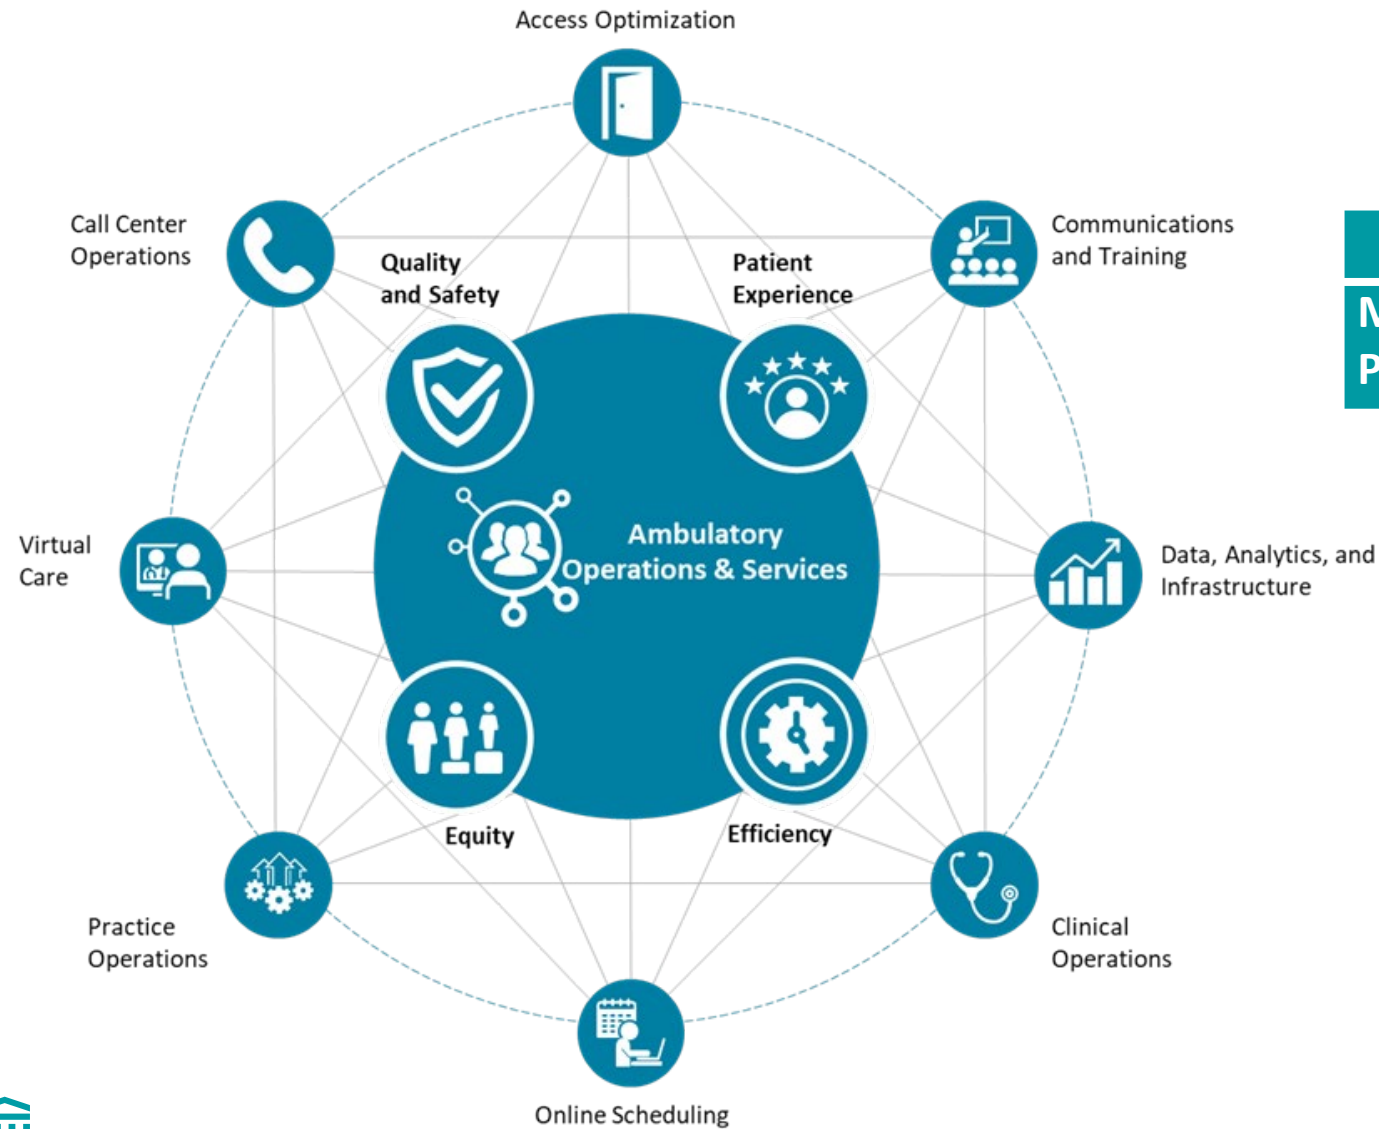 Access Optimization
Call Center
Operations
Communications
and Training
Quality
and Safety
Patient
Experience
Ambulatory
Operations & Services
Virtual
Care
Data, Analytics, and
Infrastructure
Equity
Efficiency
Practice
Operations
Clinical
Operations
Online Scheduling